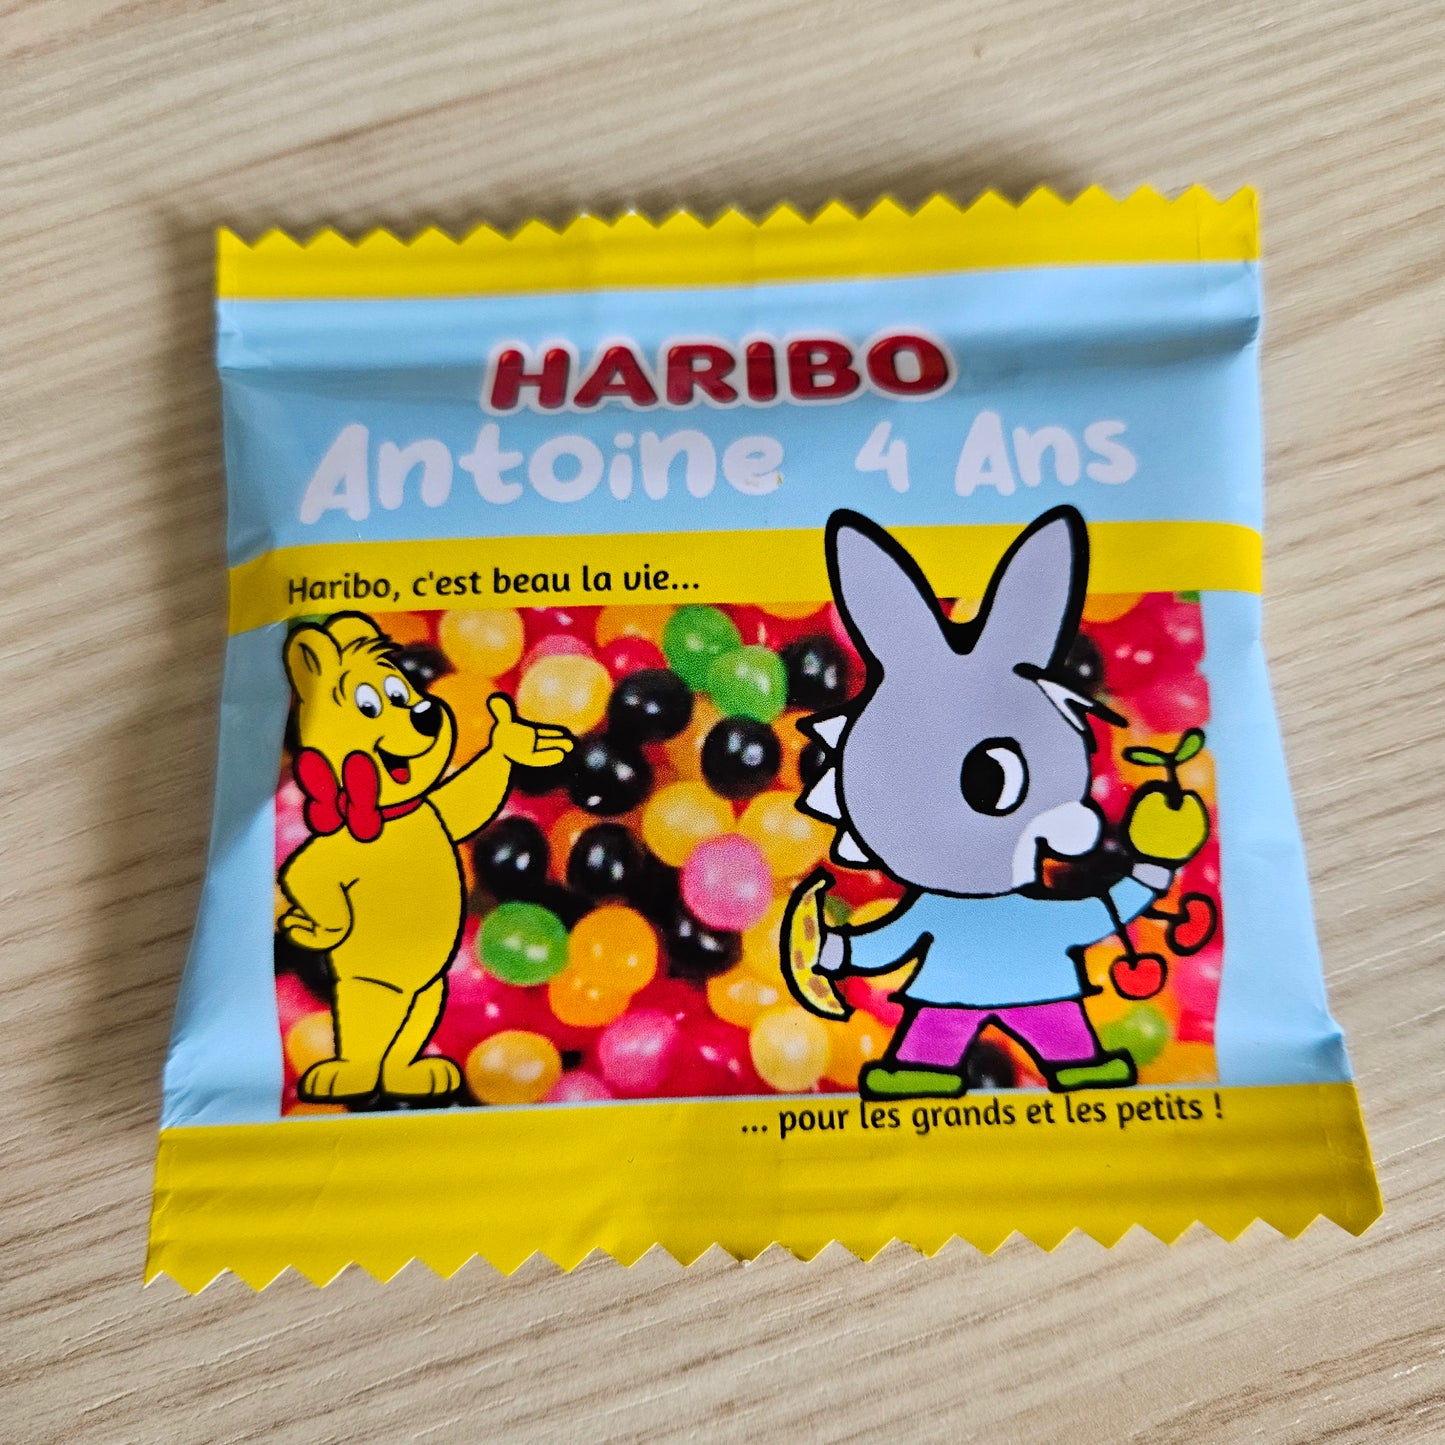 HARIBO
Antoine 4 Ans
Haribo, c'est beau la vie...
... pour les grands et les petits !